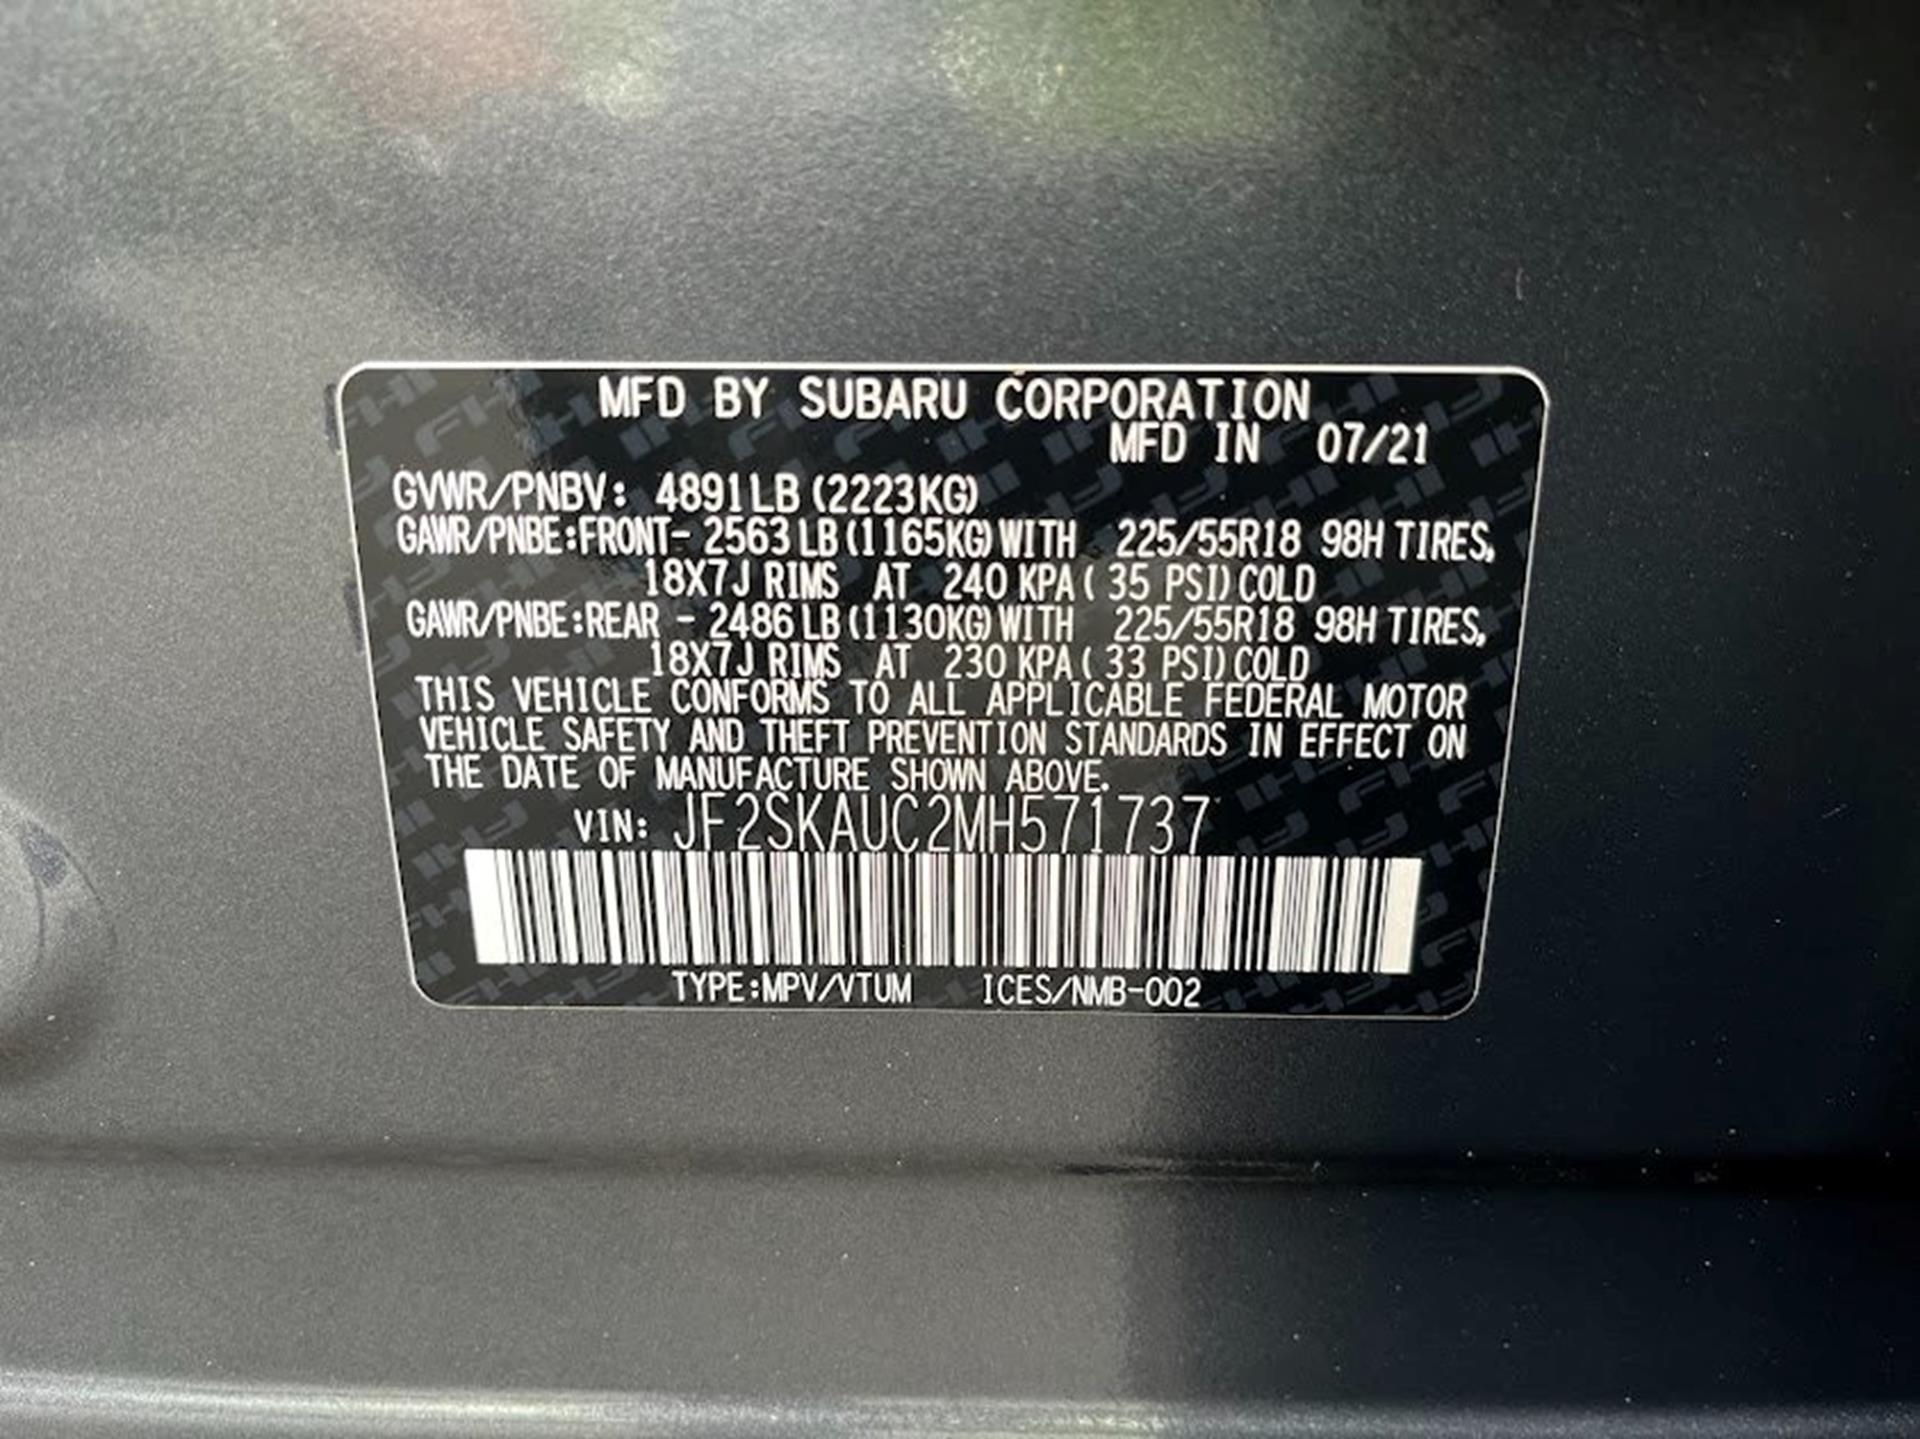 MFD BY SUBARU CORPORATION
MFD IN 07/21
GVWR/PNBV: 4891LB (2223KG)
GAWR/PNBE:FRONT- 2563 LB (1165KG) WITH 225/55R18 98H TIRES,
18X7J RIMS AT 240 KPA ( 35 PSI) COLD
GAWR/PNBE:REAR - 2486 LB (1130KG) WITH 225/55R18 98H TIRES,
18X7J RIMS AT 230 KPA ( 33 PSI) COLD
THIS VEHICLE CONFORMS TO ALL APPLICABLE FEDERAL MOTOR
VEHICLE SAFETY AND THEFT PREVENTION STANDARDS IN EFFECT ON
THE DATE OF MANUFACTURE SHOWN ABOVE.
VIN: JF2SKAUC2MH571737
TYPE:MPV/VTUM ICES/NMB-002